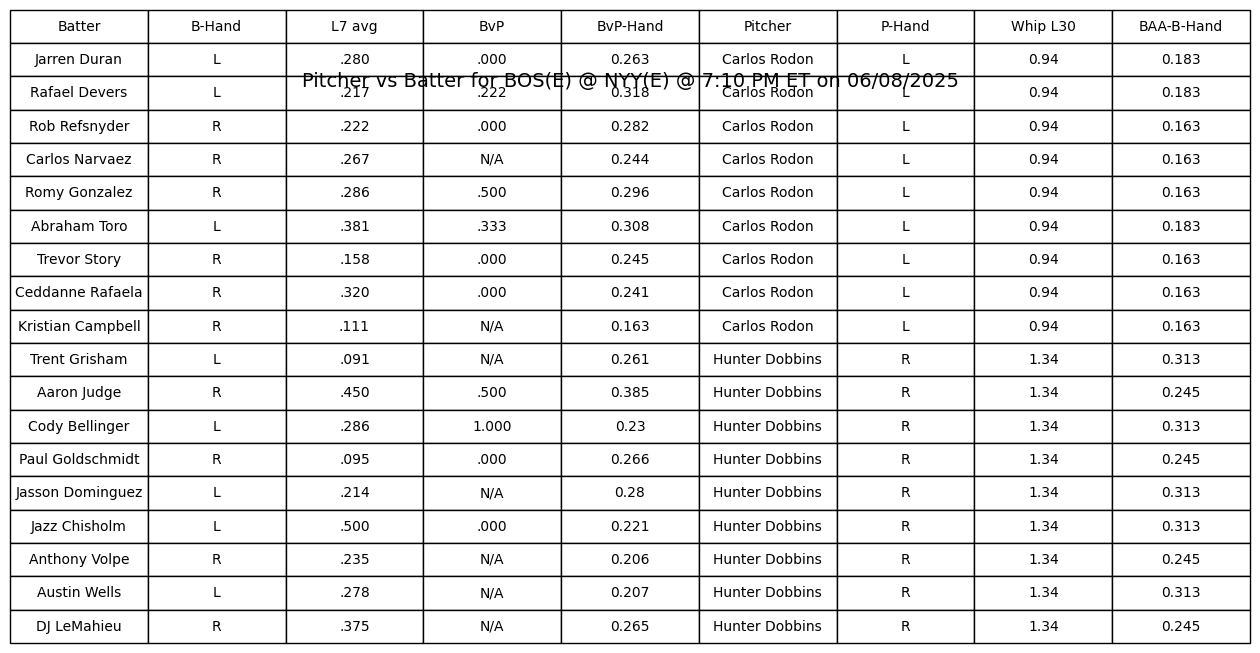 Batter B-Hand L7 avg BvP BvP-Hand Pitcher P-Hand Whip L30 BAA-B-Hand
Jarren Duran L .280 .000 0.263 Carlos Rodon L 0.94 0.183
Pitcher vs Batter for BOS(E) @ NYY(E) @ 7:10 PM ET on 06/08/2025
Rafael Devers L .217 .222 0.318 Carlos Rodon L 0.94 0.183
Rob Refsnyder R .222 .000 0.282 Carlos Rodon L 0.94 0.163
Carlos Narvaez R .267 N/A 0.244 Carlos Rodon L 0.94 0.163
Romy Gonzalez R .286 .500 0.296 Carlos Rodon L 0.94 0.163
Abraham Toro L .381 .333 0.308 Carlos Rodon L 0.94 0.183
Trevor Story R .158 .000 0.245 Carlos Rodon L 0.94 0.163
Ceddanne Rafaela R .320 .000 0.241 Carlos Rodon L 0.94 0.163
Kristian Campbell R .111 N/A 0.163 Carlos Rodon L 0.94 0.163
Trent Grisham L .091 N/A 0.261 Hunter Dobbins R 1.34 0.313
Aaron Judge R .450 .500 0.385 Hunter Dobbins R 1.34 0.245
Cody Bellinger L .286 1.000 0.23 Hunter Dobbins R 1.34 0.313
Paul Goldschmidt R .095 .000 0.266 Hunter Dobbins R 1.34 0.245
Jasson Dominguez L .214 N/A 0.28 Hunter Dobbins R 1.34 0.313
Jazz Chisholm L .500 .000 0.221 Hunter Dobbins R 1.34 0.313
Anthony Volpe R .235 N/A 0.206 Hunter Dobbins R 1.34 0.245
Austin Wells L .278 N/A 0.207 Hunter Dobbins R 1.34 0.313
DJ LeMahieu R .375 N/A 0.265 Hunter Dobbins R 1.34 0.245